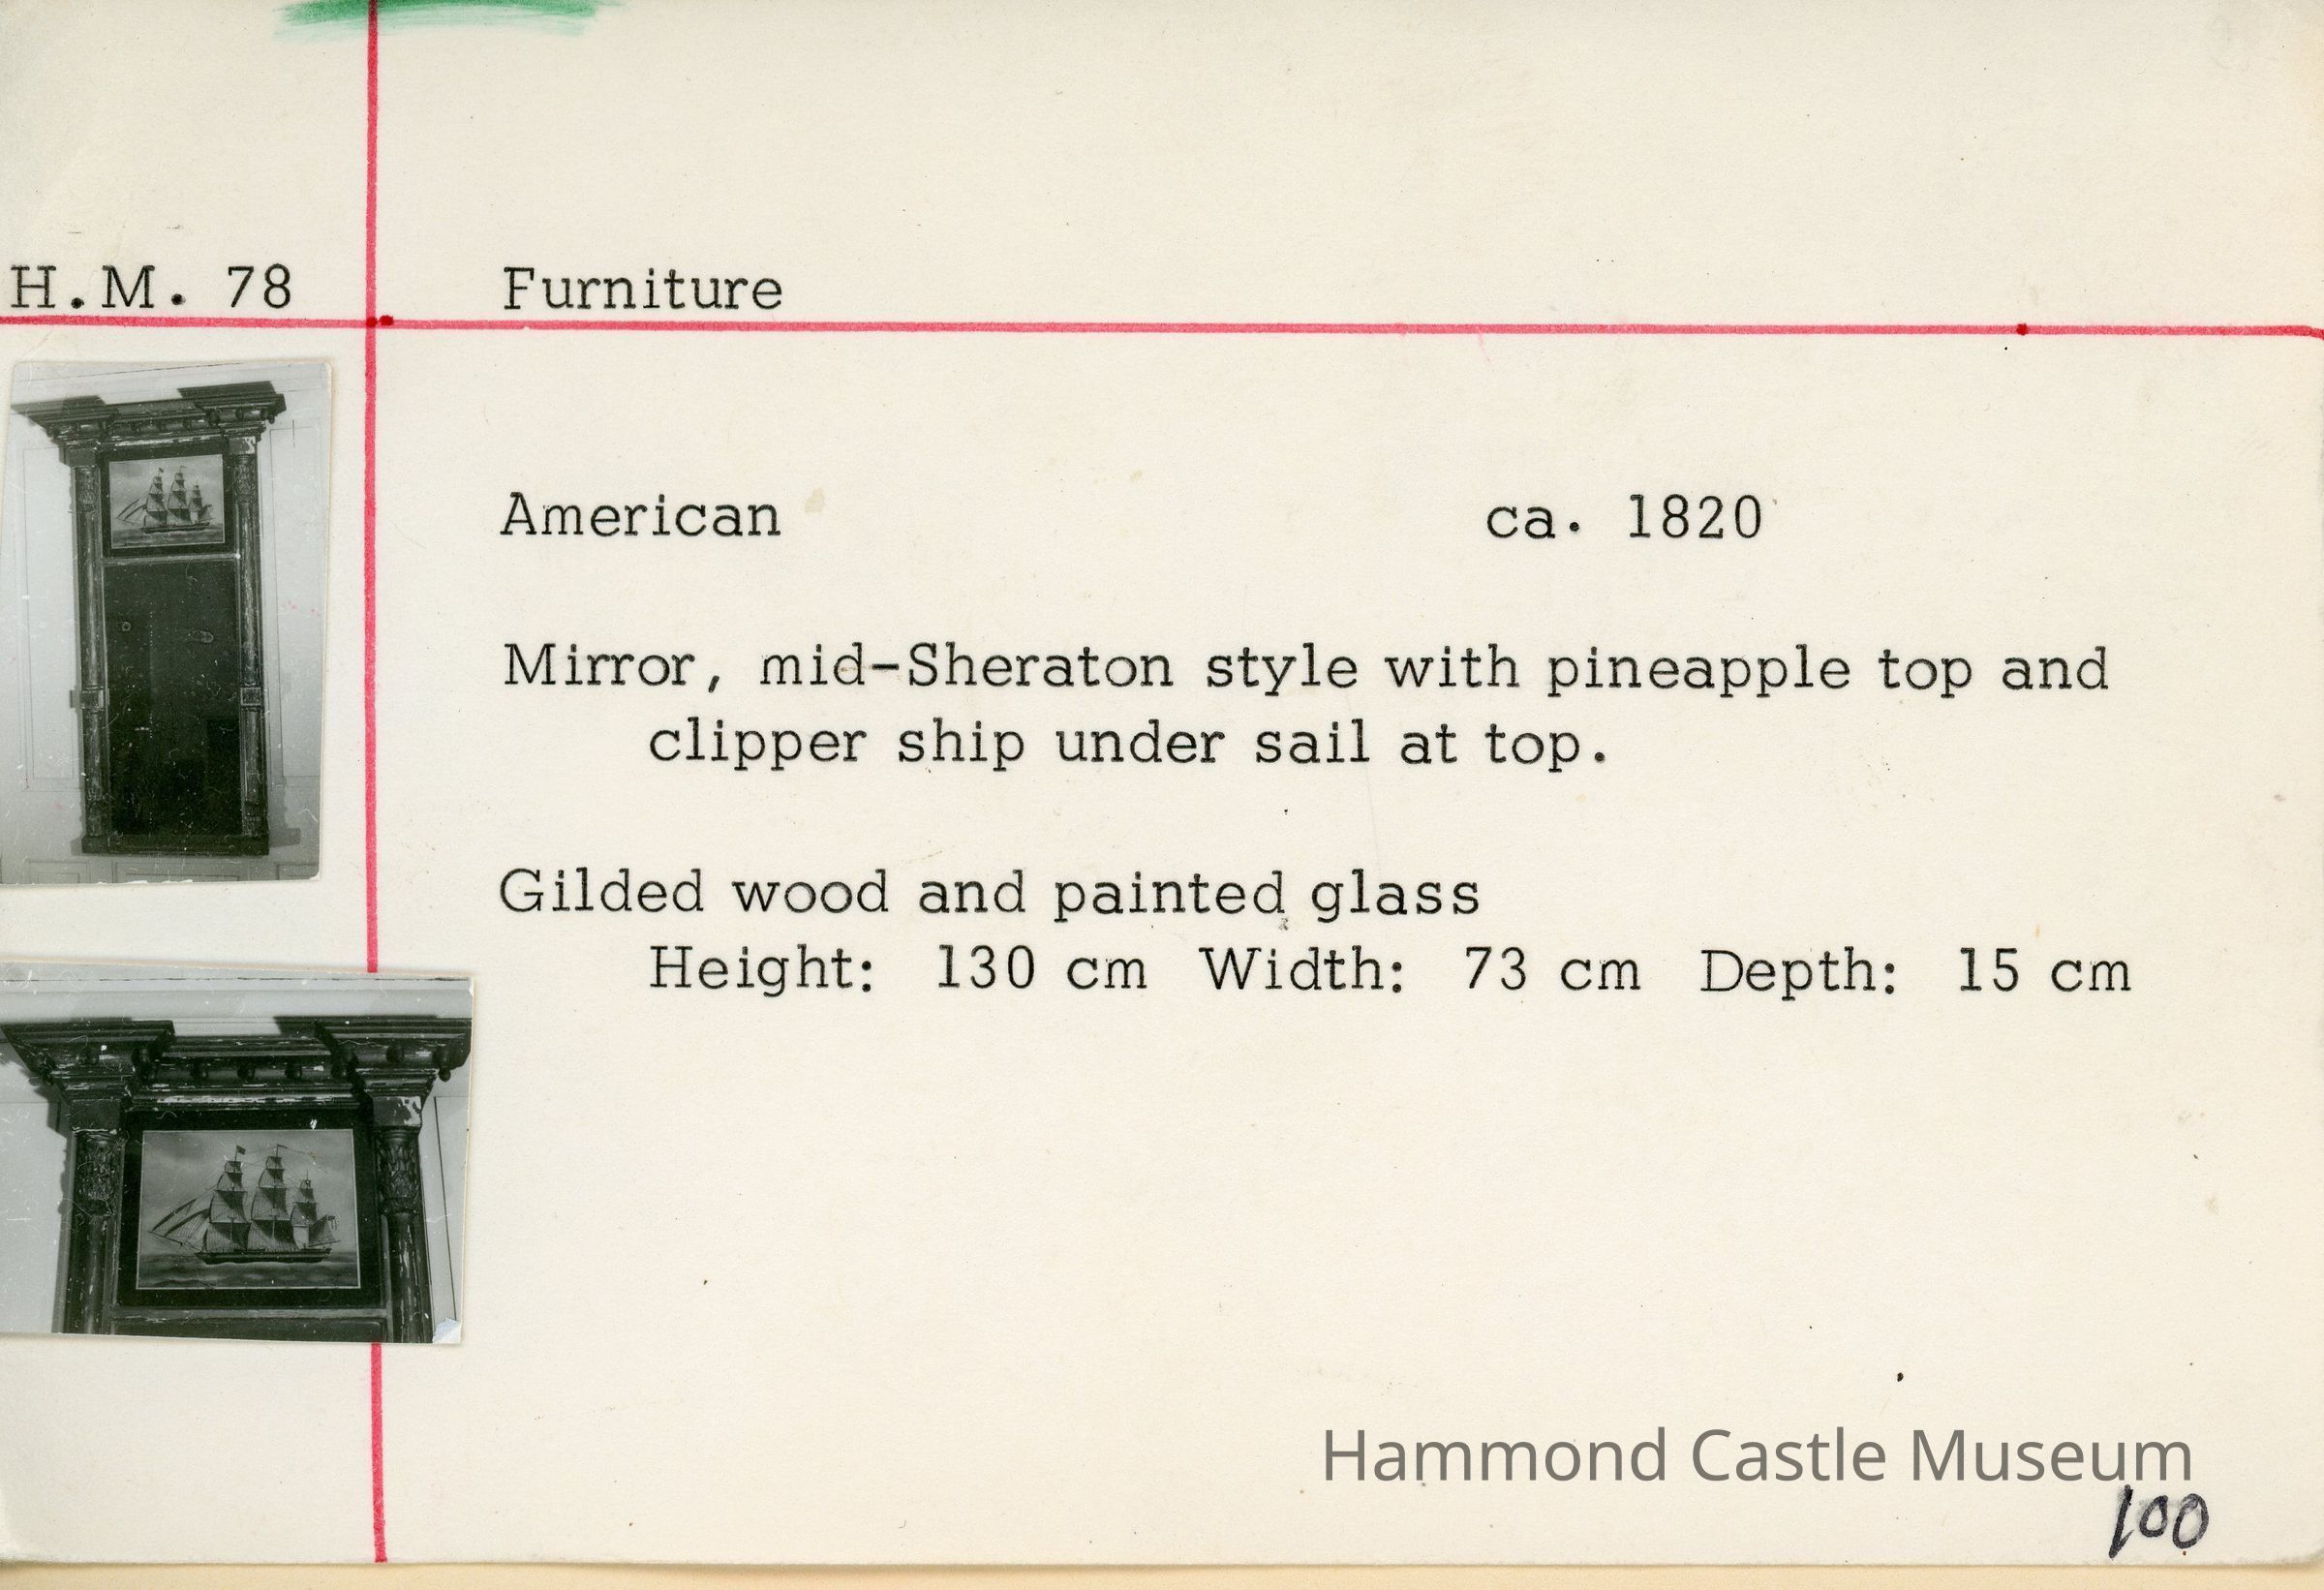 H.M. 78 Furniture
American ca. 1820
Mirror, mid-Sheraton style with pineapple top and
clipper ship under sail at top.
Gilded wood and painted glass
Height: 130 cm Width: 73 cm Depth: 15 cm
Hammond Castle Museum
100